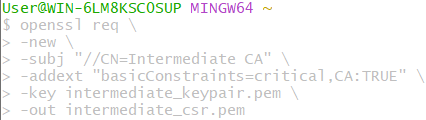 User@WIN-6LM8KSCOSUP MINGW64 ~
$ openssl req \
> -new \
> -subj "//CN=Intermediate CA" \
> -addext "basicConstraints=critical,CA:TRUE" \
> -key intermediate_keypair.pem \
> -out intermediate_csr.pem